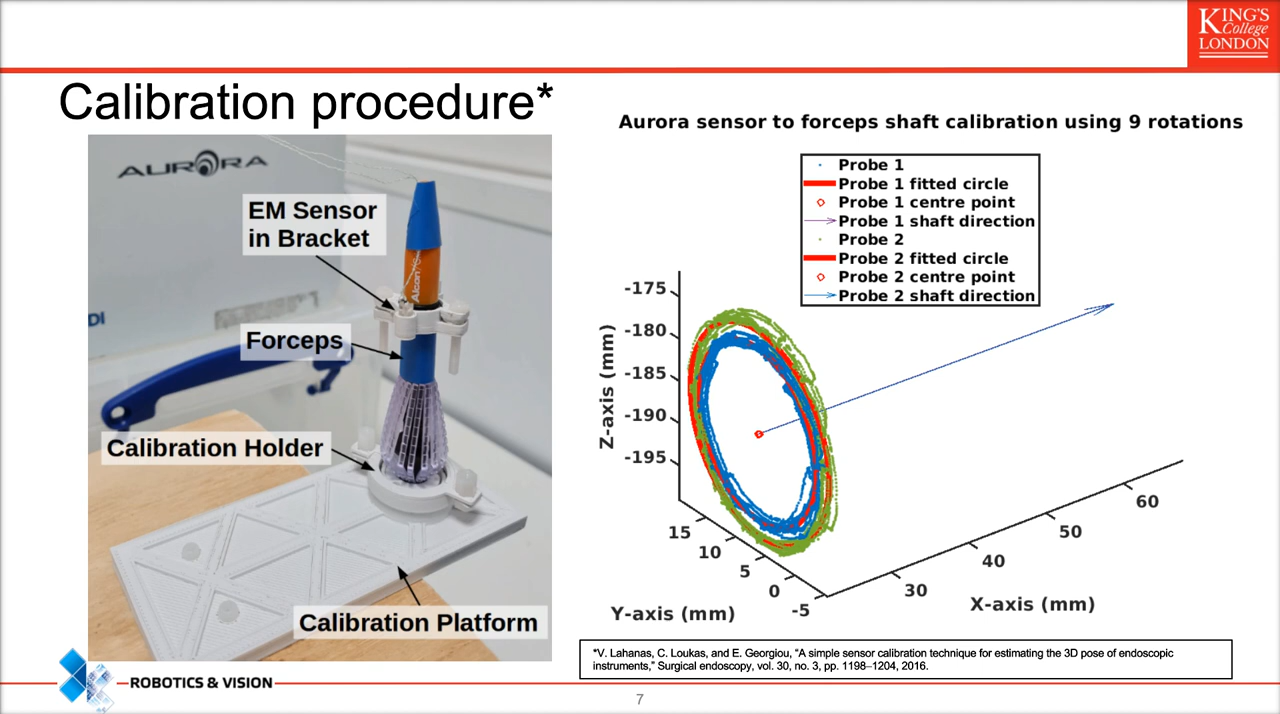 KING'S
College
LONDON
Calibration procedure*
AURORA
EM Sensor
in Bracket
Alcon
DI
Forceps
Calibration Holder
Calibration Platform
Aurora sensor to forceps shaft calibration using 9 rotations
Probe 1
Probe 1 fitted circle
Probe 1 centre point
Probe 1 shaft direction
Probe 2
Probe 2 fitted circle
Probe 2 centre point
Probe 2 shaft direction
Z-axis (mm)
-175
-180
-185
-190
-195
15
10
5
0
-5
Y-axis (mm)
30
40
50
60
X-axis (mm)
*V. Lahanas, C. Loukas, and E. Georgiou, “A simple sensor calibration technique for estimating the 3D pose of endoscopic
instruments,” Surgical endoscopy, vol. 30, no. 3, pp. 1198–1204, 2016.
ROBOTICS & VISION
7